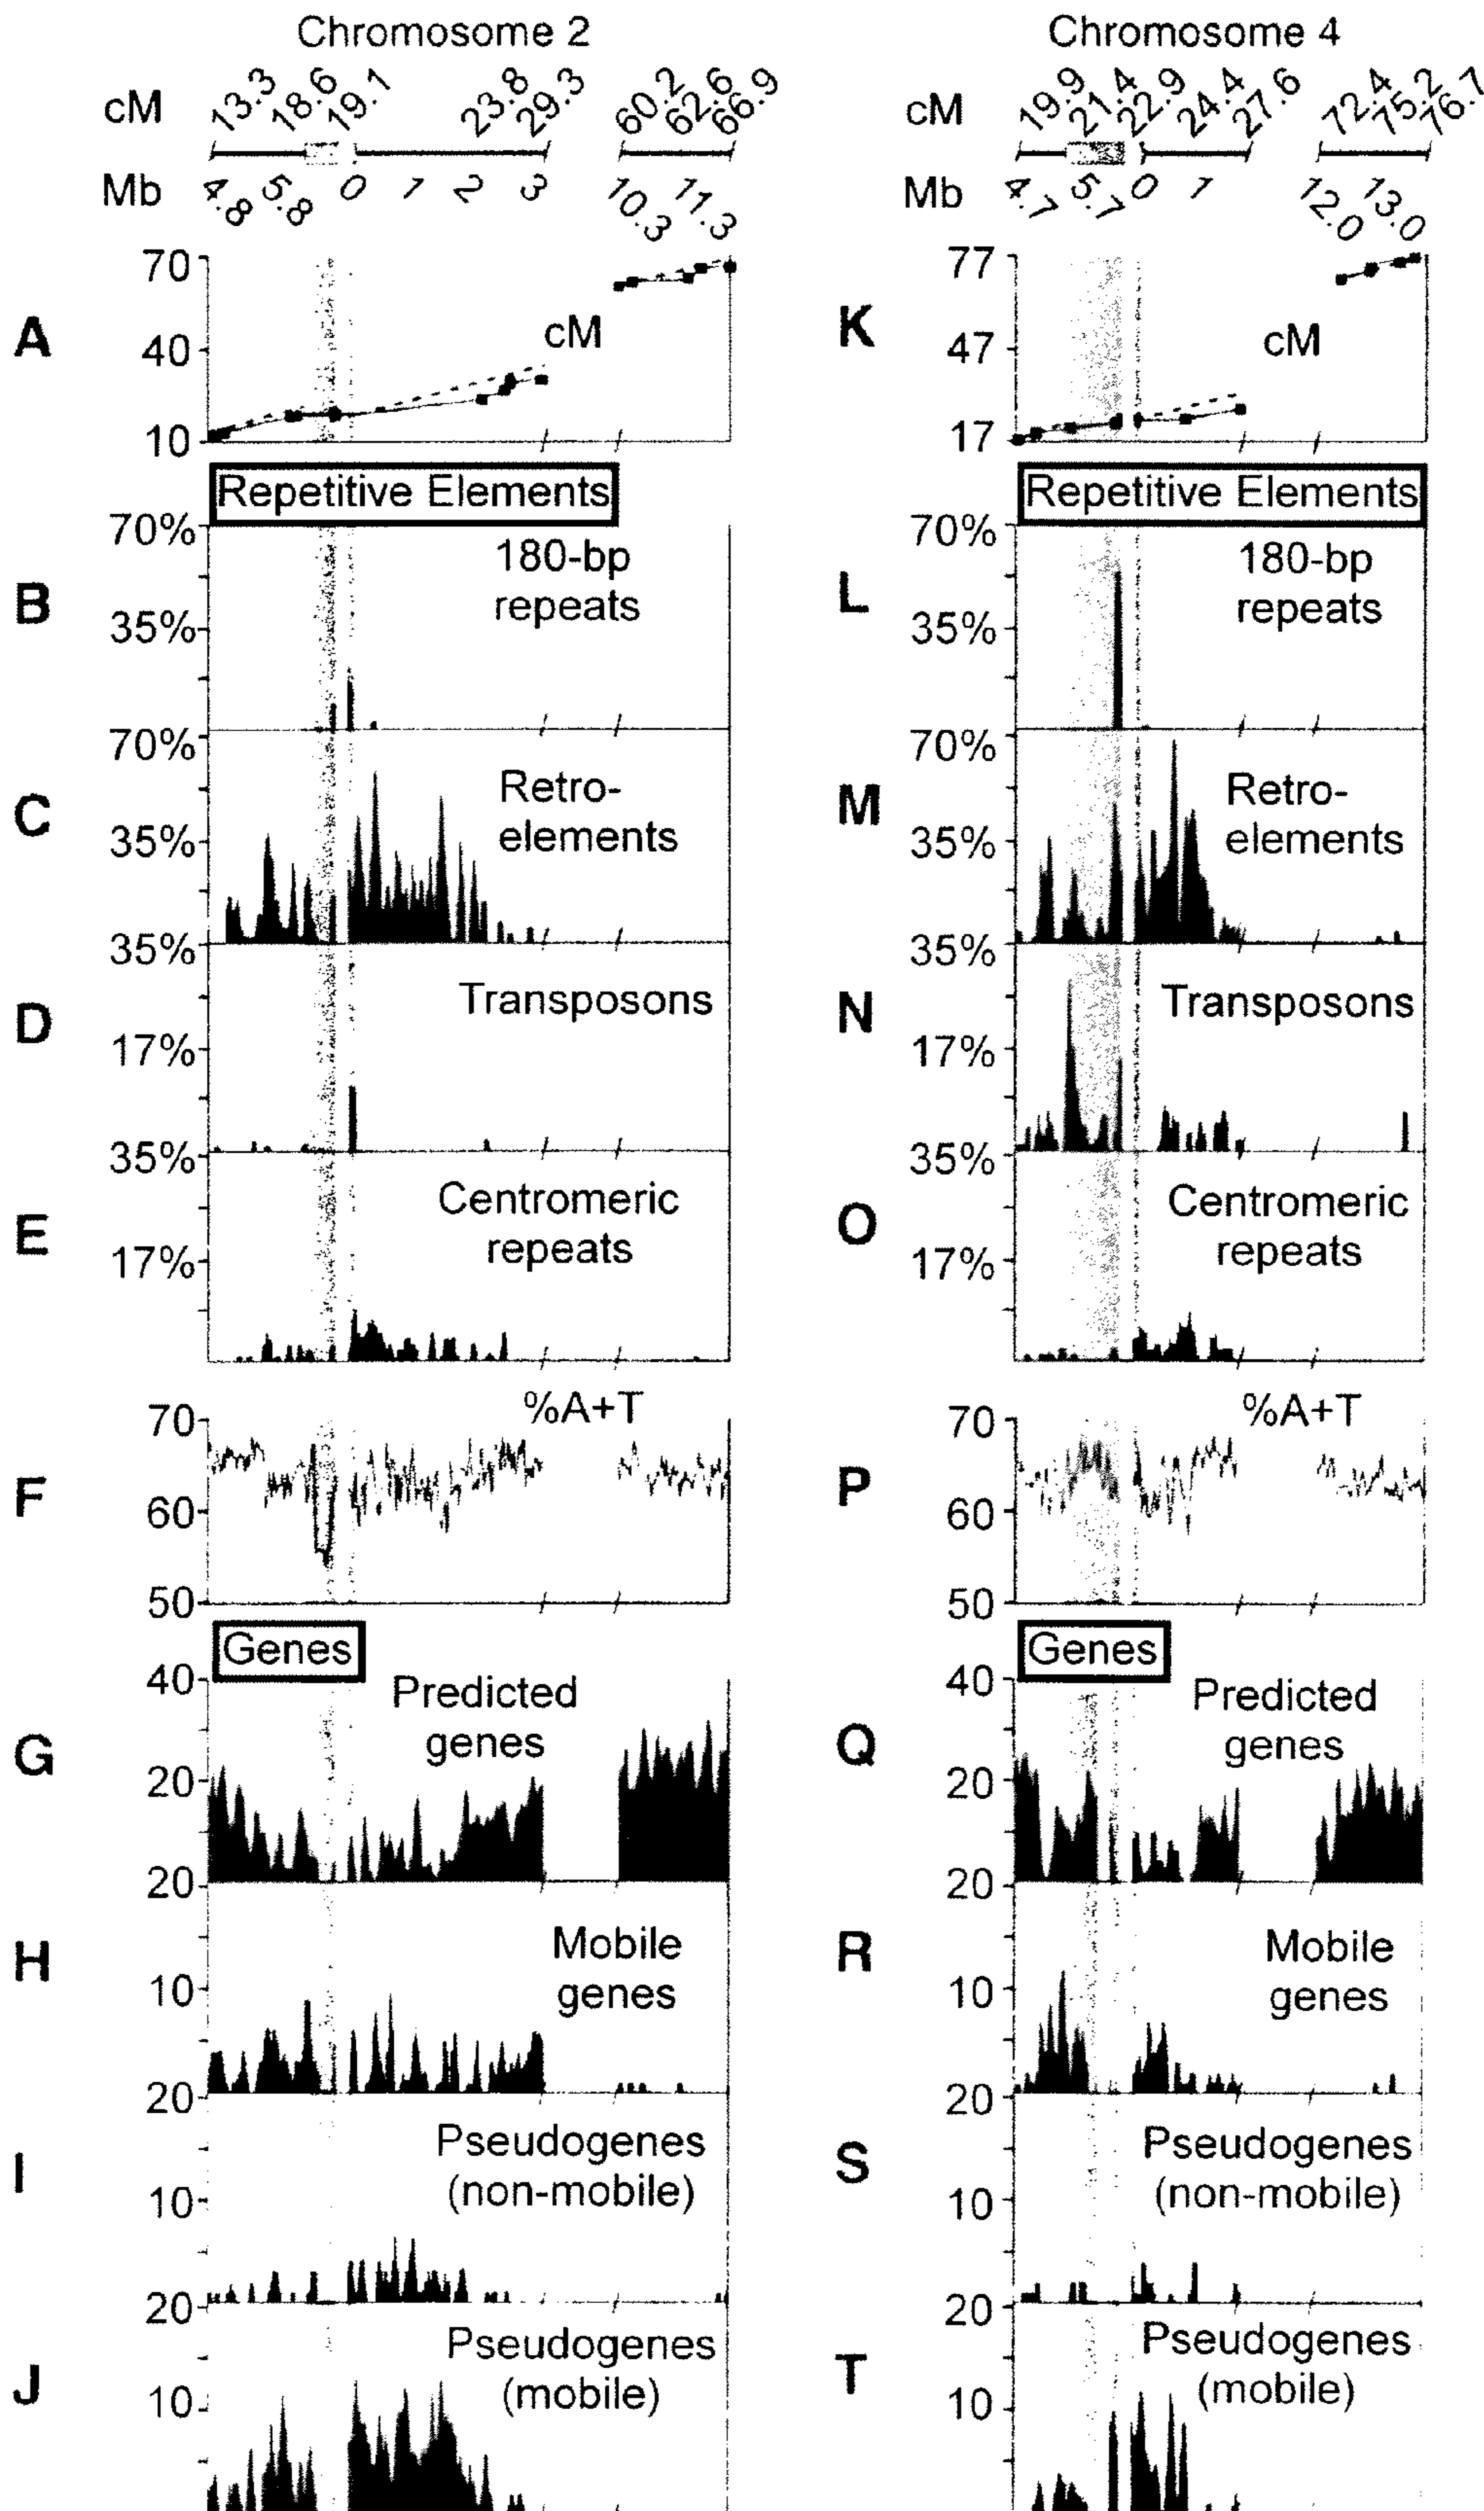 Chromosome 2
cM 13.3 18.6 19.1 23.8 29.3 60.2 62.6 66.9
Mb 4.8 5.8 0 1 2 3 10.3 11.3
A
70
40
10
cM
Repetitive Elements
B
70%
35%
180-bp
repeats
C
70%
35%
Retro-
elements
D
35%
17%
Transposons
E
35%
17%
Centromeric
repeats
F
70
60
50
%A+T
Genes
G
40
20
Predicted
genes
H
20
10
Mobile
genes
I
20
10
Pseudogenes
(non-mobile)
J
20
10
Pseudogenes
(mobile)
Chromosome 4
cM 19.9 21.4 22.9 24.4 27.6 72.4 75.2 76.7
Mb 4.7 5.7 0 1 12.0 13.0
K
77
47
17
cM
Repetitive Elements
L
70%
35%
180-bp
repeats
M
70%
35%
Retro-
elements
N
35%
17%
Transposons
O
35%
17%
Centromeric
repeats
P
70
60
50
%A+T
Genes
Q
40
20
Predicted
genes
R
20
10
Mobile
genes
S
20
10
Pseudogenes
(non-mobile)
T
20
10
Pseudogenes
(mobile)